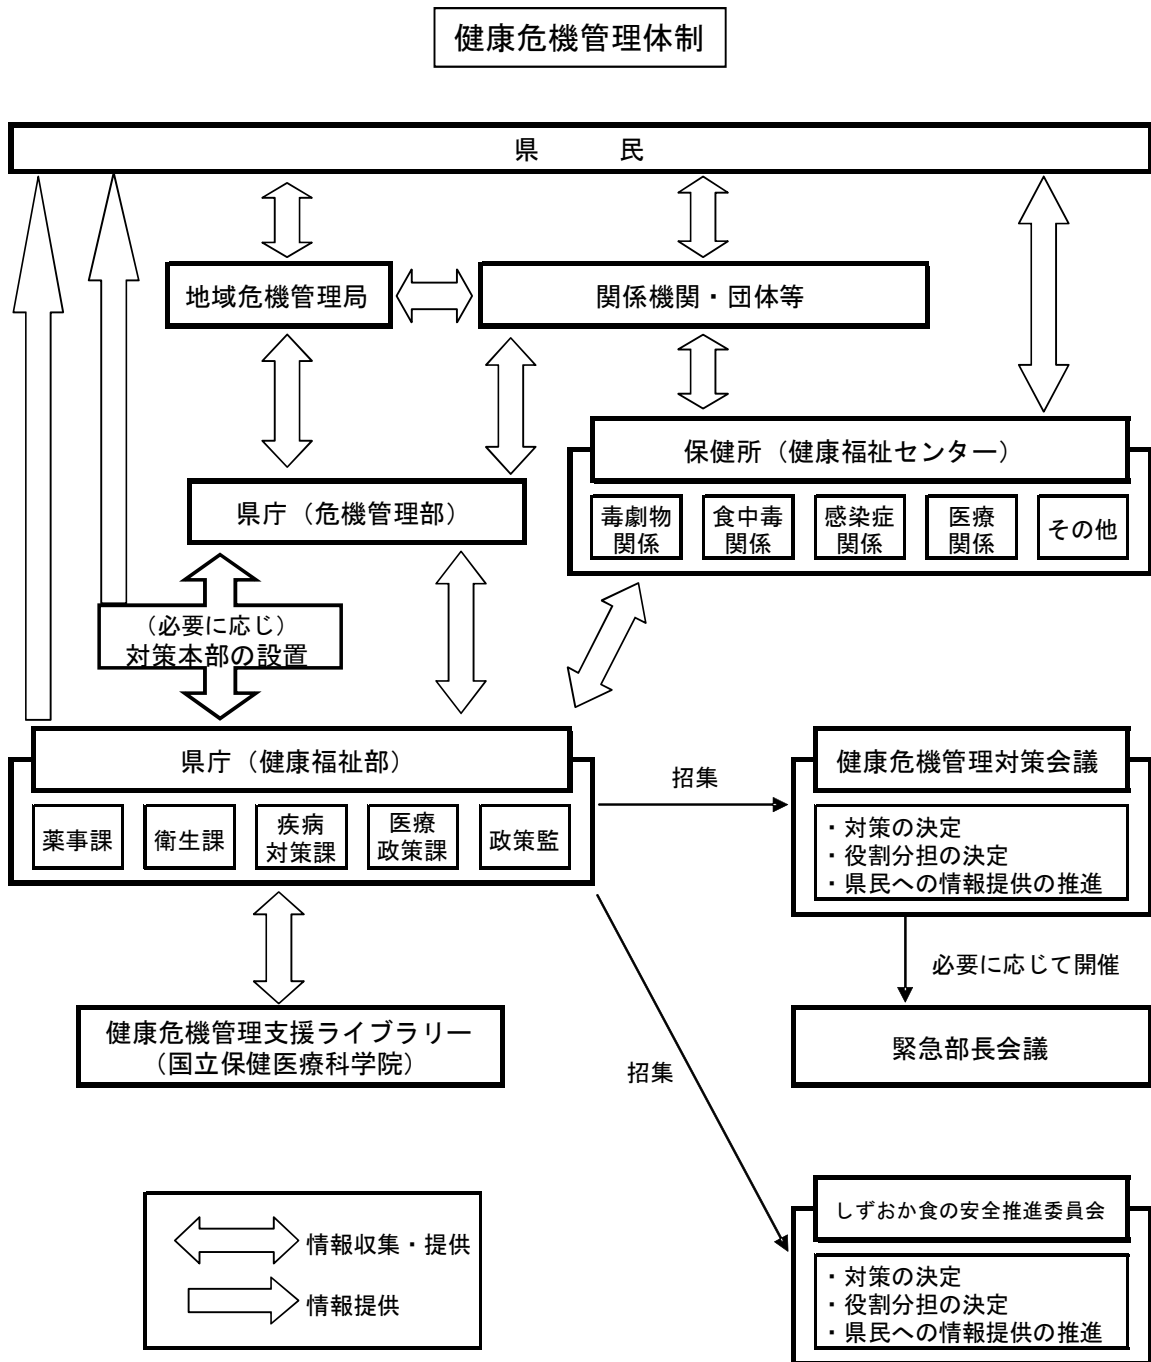 健康危機管理体制
県　　　民
地域危機管理局
関係機関・団体等
保健所（健康福祉センター）
毒劇物
関係
食中毒
関係
感染症
関係
医療
関係
その他
県庁（危機管理部）
（必要に応じ）
対策本部の設置
県庁（健康福祉部）
薬事課
衛生課
疾病
対策課
医療
政策課
政策監
招集
健康危機管理対策会議
・対策の決定
・役割分担の決定
・県民への情報提供の推進
必要に応じて開催
緊急部長会議
健康危機管理支援ライブラリー
（国立保健医療科学院）
招集
しずおか食の安全推進委員会
・対策の決定
・役割分担の決定
・県民への情報提供の推進
情報収集・提供
情報提供